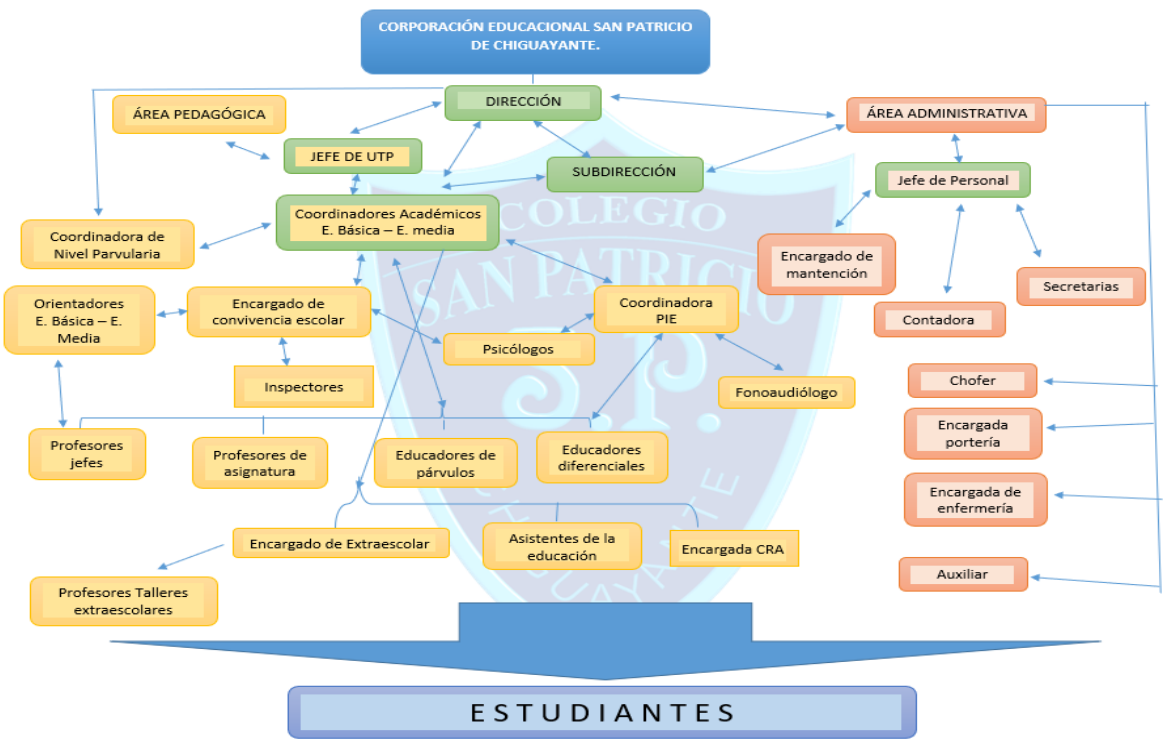 CORPORACIÓN EDUCACIONAL SAN PATRICIO
DE CHIGUAYANTE.
DIRECCIÓN
ÁREA PEDAGÓGICA
ÁREA ADMINISTRATIVA
JEFE DE UTP
SUBDIRECCIÓN
Jefe de Personal
Coordinadores Académicos
E. Básica – E. media
Coordinadora de
Nivel Parvularia
Encargado de
mantención
Secretarias
Contadora
Orientadores
E. Básica – E.
Media
Encargado de
convivencia escolar
Coordinadora
PIE
Psicólogos
Inspectores
Fonoaudiólogo
Chofer
Profesores
jefes
Profesores de
asignatura
Educadores de
párvulos
Educadores
diferenciales
Encargada
portería
Encargada de
enfermería
Encargado de Extraescolar
Asistentes de la
educación
Encargada CRA
Auxiliar
Profesores Talleres
extraescolares
ESTUDIANTES
COLEGIO
SAN PATRICIO
S.P.
CHIGUAYANTE